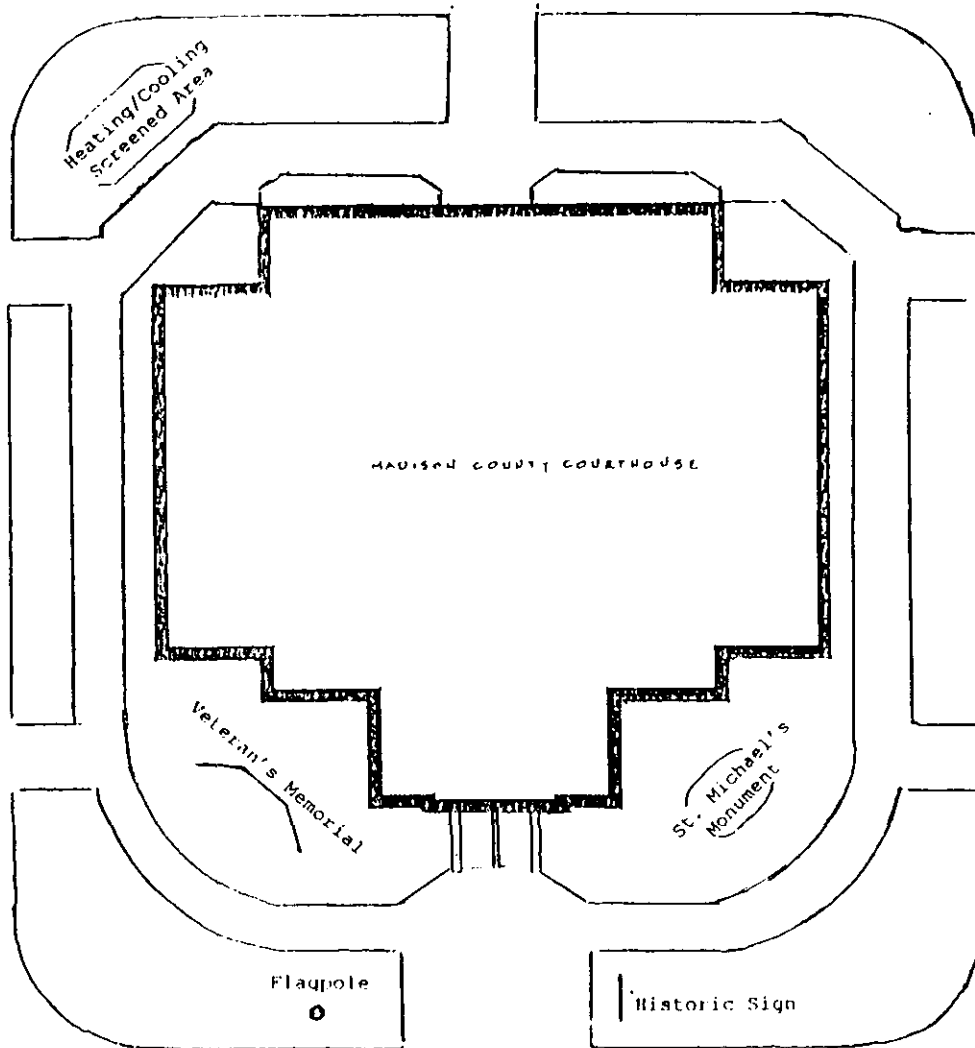 Heating/Cooling
Screened Area
MADISON COUNTY COURTHOUSE
Veteran's Memorial
St. Michael's
Monument
Flagpole
Historic Sign